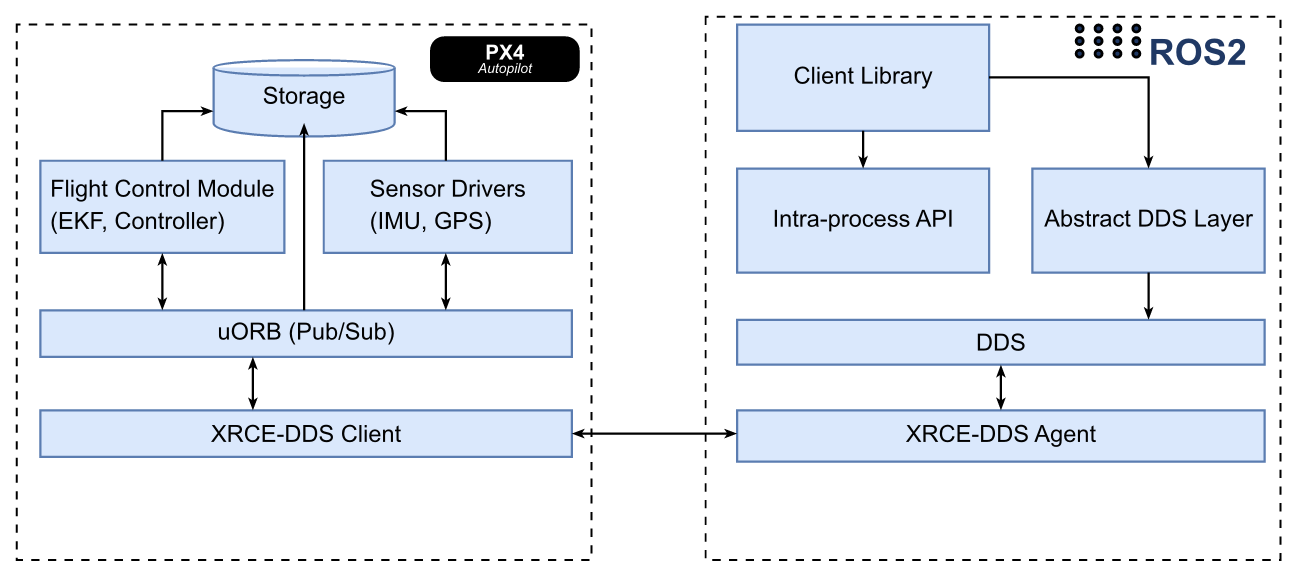 PX4
Autopilot
Storage
Flight Control Module
(EKF, Controller)
Sensor Drivers
(IMU, GPS)
uORB (Pub/Sub)
XRCE-DDS Client
ROS2
Client Library
Intra-process API
Abstract DDS Layer
DDS
XRCE-DDS Agent